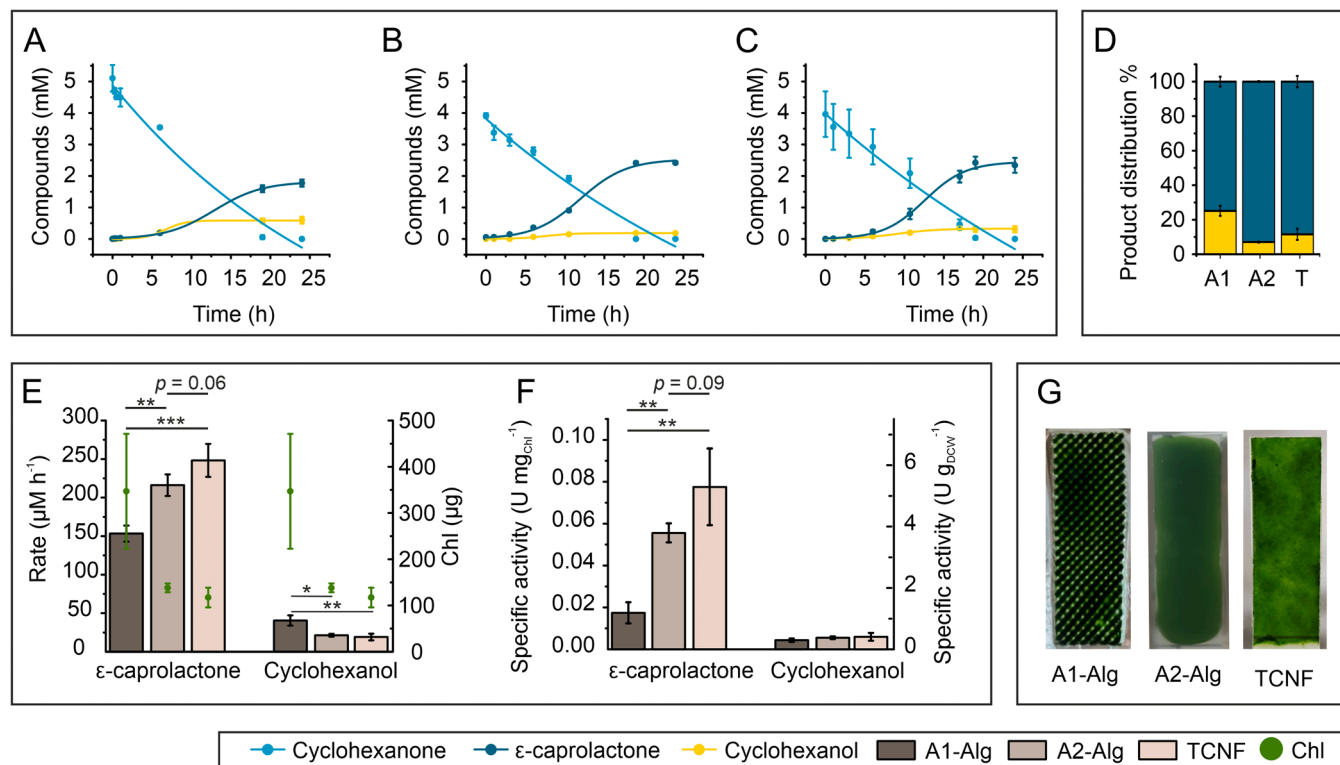 A
Compounds (mM)
5
4
3
2
1
0
0 5 10 15 20 25
Time (h)
B
Compounds (mM)
5
4
3
2
1
0
0 5 10 15 20 25
Time (h)
C
Compounds (mM)
5
4
3
2
1
0
0 5 10 15 20 25
Time (h)
D
Product distribution %
100
80
60
40
20
0
A1 A2 T
E
p = 0.06
**
***
Rate (µM h⁻¹)
300
250
200
150
100
50
0
*
**
500
400
300
200
100
0
Chl (µg)
ε-caprolactone Cyclohexanol
F
p = 0.09
**
**
Specific activity (U mg_Chl⁻¹)
0.10
0.08
0.06
0.04
0.02
0.00
6
4
2
0
Specific activity (U g_DCW⁻¹)
ε-caprolactone Cyclohexanol
G
A1-Alg A2-Alg TCNF
Cyclohexanone ε-caprolactone Cyclohexanol A1-Alg A2-Alg TCNF Chl